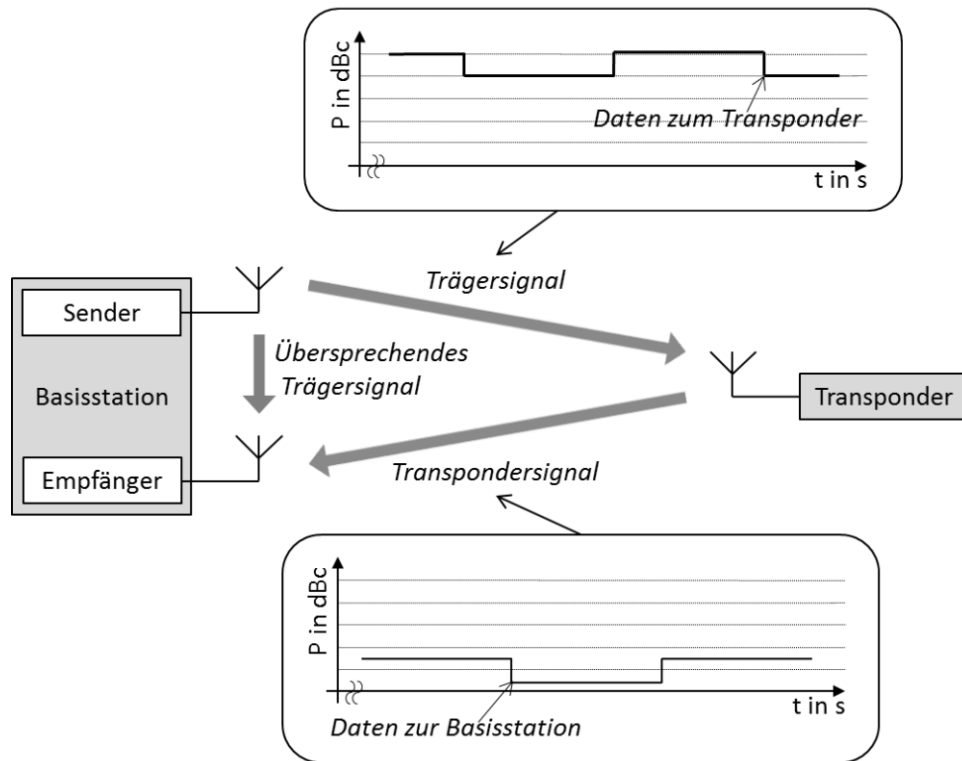 P in dBc
Daten zum Transponder
t in s
Trägersignal
Sender
Übersprechendes
Trägersignal
Basisstation
Transponder
Empfänger
Transpondersignal
P in dBc
t in s
Daten zur Basisstation